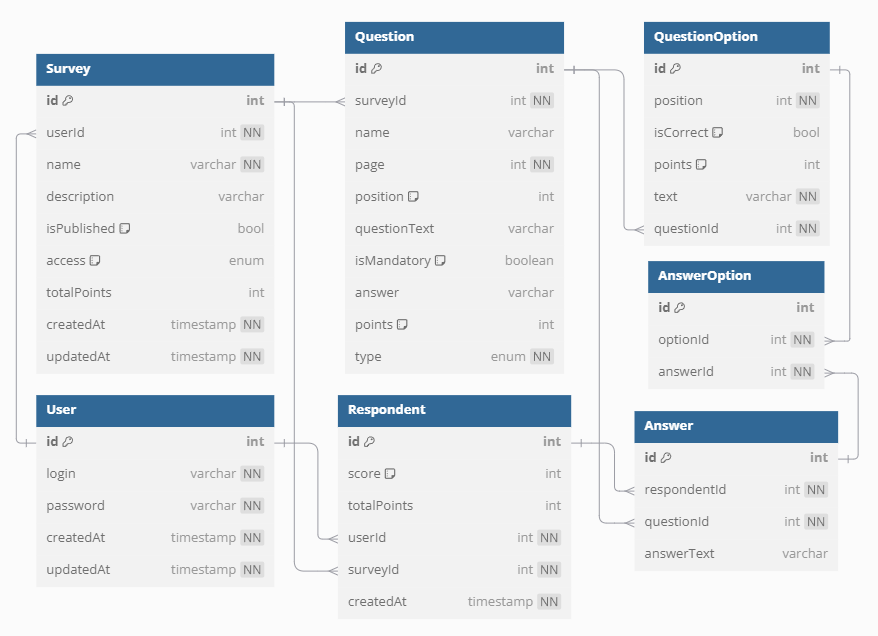 Survey
id int
userId int NN
name varchar NN
description varchar
isPublished bool
access enum
totalPoints int
createdAt timestamp NN
updatedAt timestamp NN
User
id int
login varchar NN
password varchar NN
createdAt timestamp NN
updatedAt timestamp NN
Question
id int
surveyId int NN
name varchar
page int NN
position int
questionText varchar
isMandatory boolean
answer varchar
points int
type enum NN
Respondent
id int
score int
totalPoints int
userId int NN
surveyId int NN
createdAt timestamp NN
QuestionOption
id int
position int NN
isCorrect bool
points int
text varchar NN
questionId int NN
AnswerOption
id int
optionId int NN
answerId int NN
Answer
id int
respondentId int NN
questionId int NN
answerText varchar